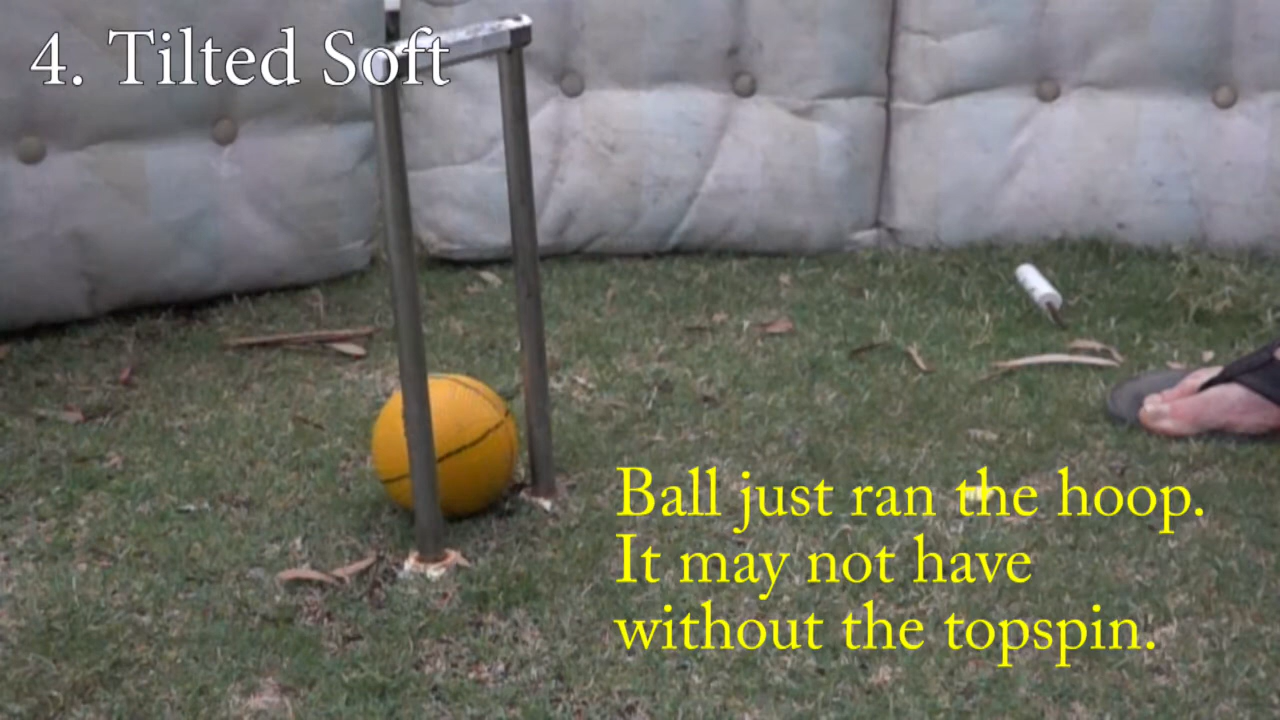 4. Tilted Soft
Ball just ran the hoop.
It may not have
without the topspin.